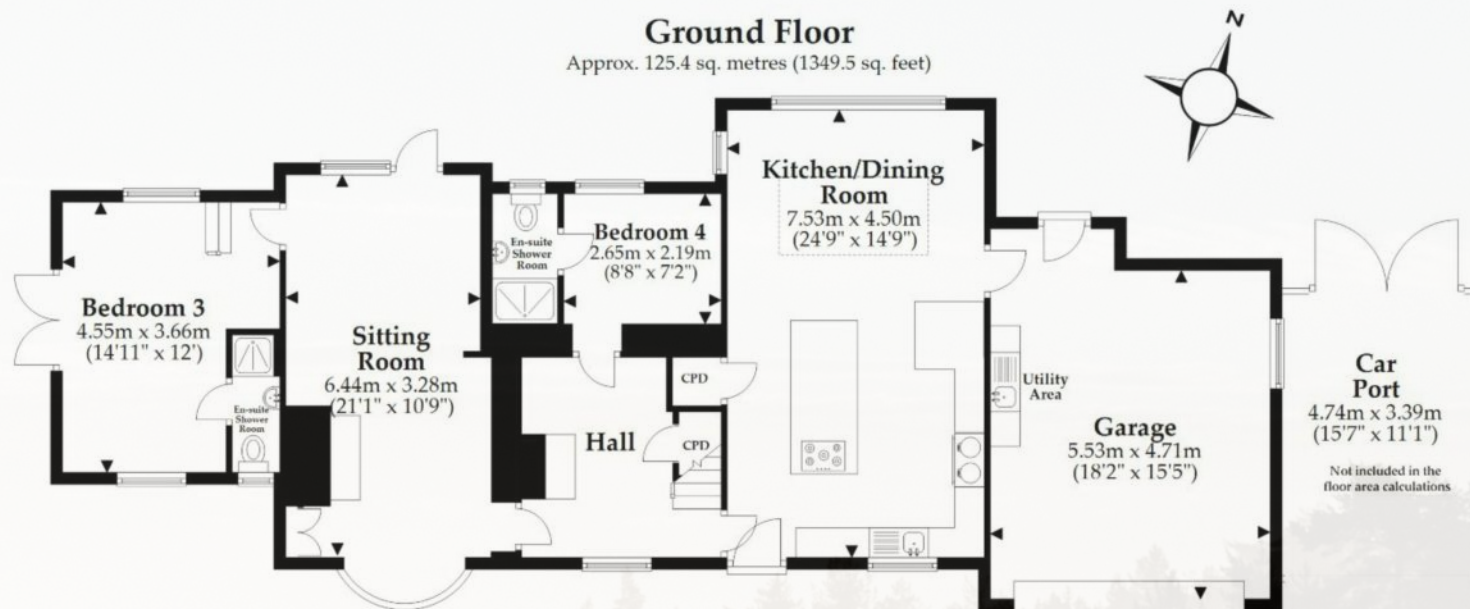 Ground Floor
Approx. 125.4 sq. metres (1349.5 sq. feet)
N
Kitchen/Dining
Room
7.53m x 4.50m
(24'9" x 14'9")
Bedroom 4
2.65m x 2.19m
(8'8" x 7'2")
En-suite
Shower
Room
Bedroom 3
4.55m x 3.66m
(14'11" x 12')
Sitting
Room
6.44m x 3.28m
(21'1" x 10'9")
En-suite
Shower
Room
Hall
CPD
CPD
Utility
Area
Garage
5.53m x 4.71m
(18'2" x 15'5")
Car
Port
4.74m x 3.39m
(15'7" x 11'1")
Not included in the
floor area calculations